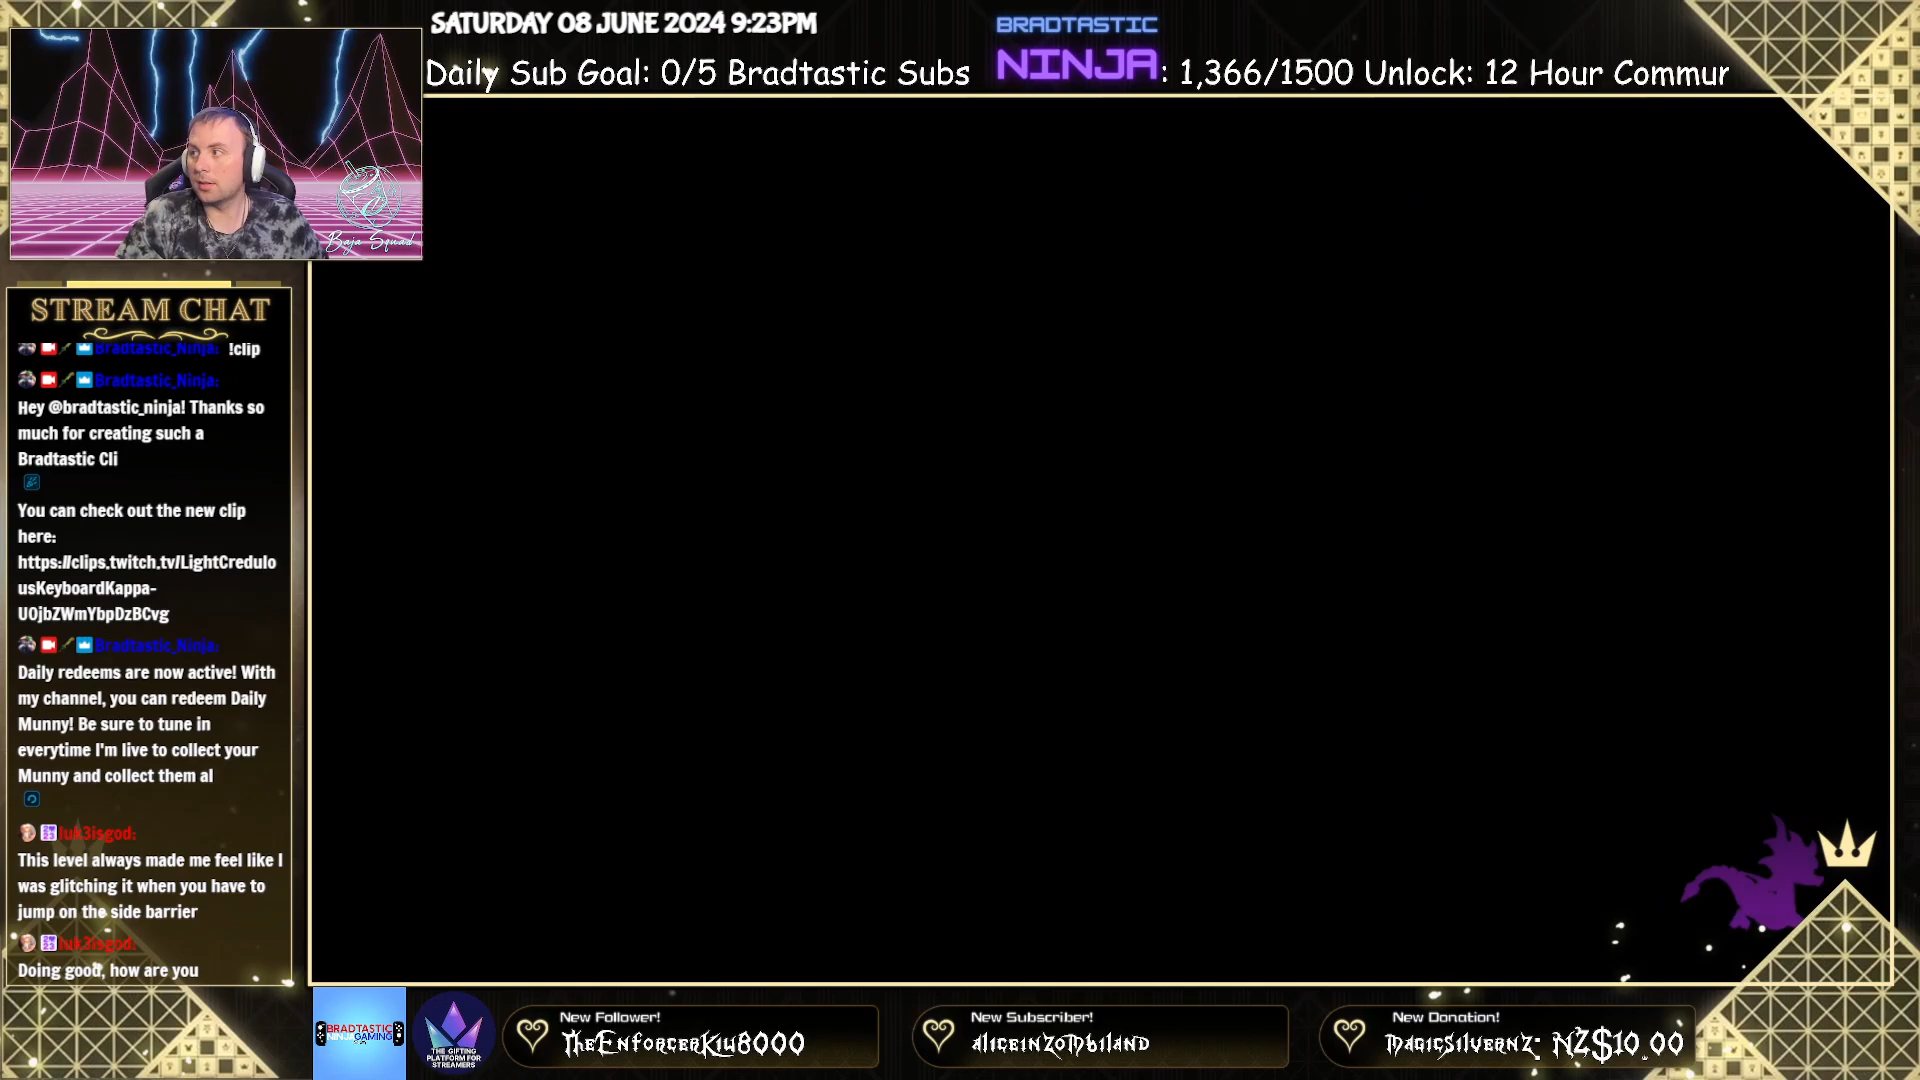 SATURDAY 08 JUNE 2024 9:23PM
BRADTASTIC
NINJA
Daily Sub Goal: 0/5 Bradtastic Subs
: 1,366/1500 Unlock: 12 Hour Commur
Baja Squad
STREAM CHAT
Bradtastic_Ninja: !clip
Bradtastic_Ninja:
Hey @bradtastic_ninja! Thanks so
much for creating such a
Bradtastic Cli
You can check out the new clip
here:
https://clips.twitch.tv/LightCredulo
usKeyboardKappa-
U0jbZWmYbpDzBCvg
Bradtastic_Ninja:
Daily redeems are now active! With
my channel, you can redeem Daily
Munny! Be sure to tune in
everytime I'm live to collect your
Munny and collect them al
luk3isgod:
This level always made me feel like I
was glitching it when you have to
jump on the side barrier
luk3isgod:
Doing good, how are you
BRADTASTIC
NINJAGAMING
THE GIFTING
PLATFORM FOR
STREAMERS
New Follower!
TheEnforcerKiu8000
New Subscriber!
aliceinzombiland
New Donation!
MagicSilverNZ: NZ$10.00